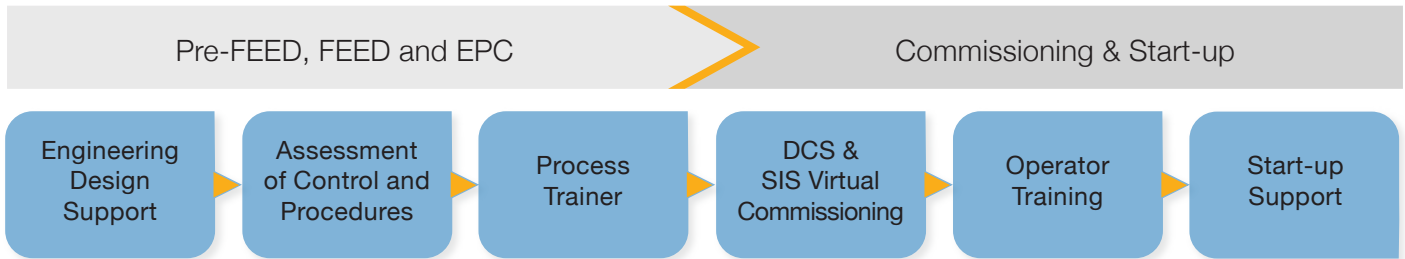 Pre-FEED, FEED and EPC
Commissioning & Start-up
Engineering
Design
Support
Assessment
of Control and
Procedures
Process
Trainer
DCS &
SIS Virtual
Commissioning
Operator
Training
Start-up
Support